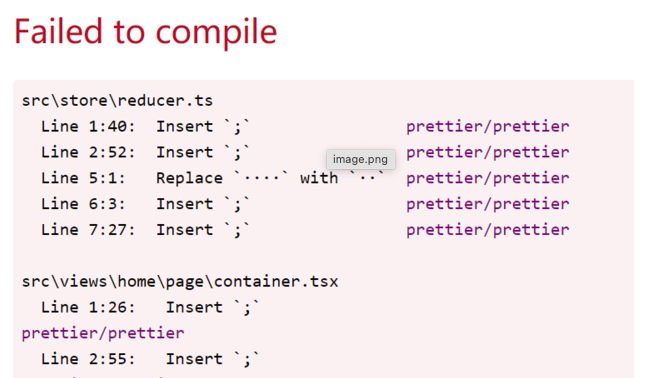 Failed to compile
src\store\reducer.ts
Line 1:40: Insert `;` prettier/prettier
Line 2:52: Insert `;` prettier/prettier
image.png
Line 5:1: Replace `····` with `··` prettier/prettier
Line 6:3: Insert `;` prettier/prettier
Line 7:27: Insert `;` prettier/prettier
src\views\home\page\container.tsx
Line 1:26: Insert `;`
prettier/prettier
Line 2:55: Insert `;`